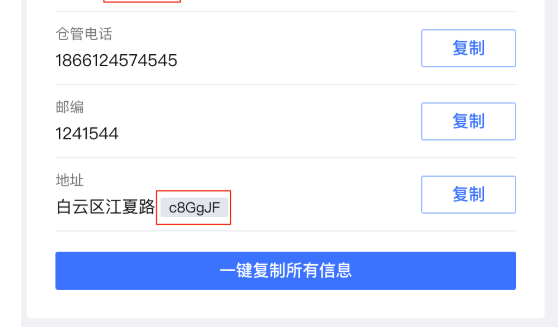 仓管电话
1866124574545
复制
邮编
1241544
复制
地址
白云区江夏路 c8GgJF
复制
一键复制所有信息